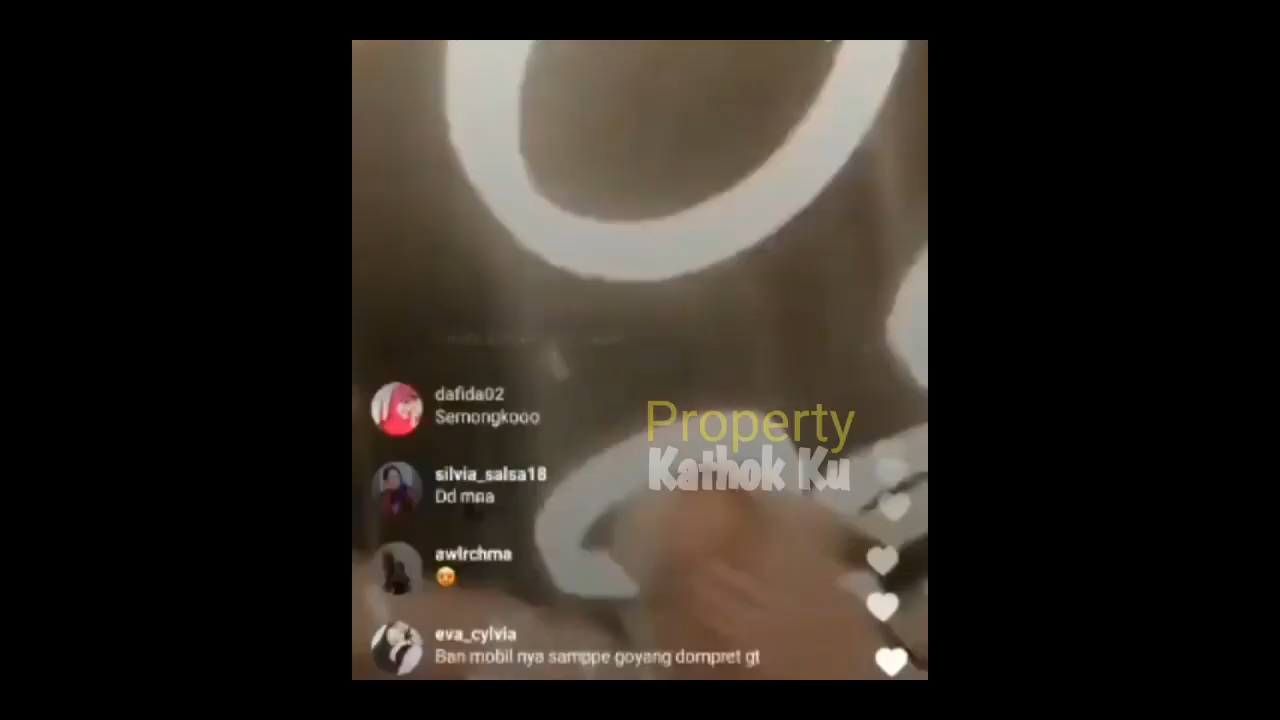 dafida02
Semongkooo
Property
Kathok Ku
silvia_salsa18
Dd mna
awlrchma
eva_cylvia
Ban mobil nya samppe goyang dompret gt